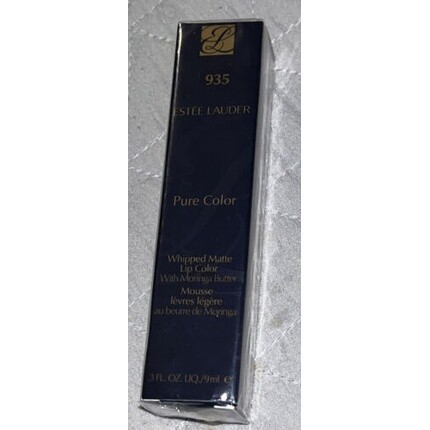 935
ESTÉE LAUDER
Pure Color
Whipped Matte
Lip Color
With Moringa Butter
Mousse
lèvres légère
au beurre de Moringa
.3 FL. OZ. LIQ./9ml e